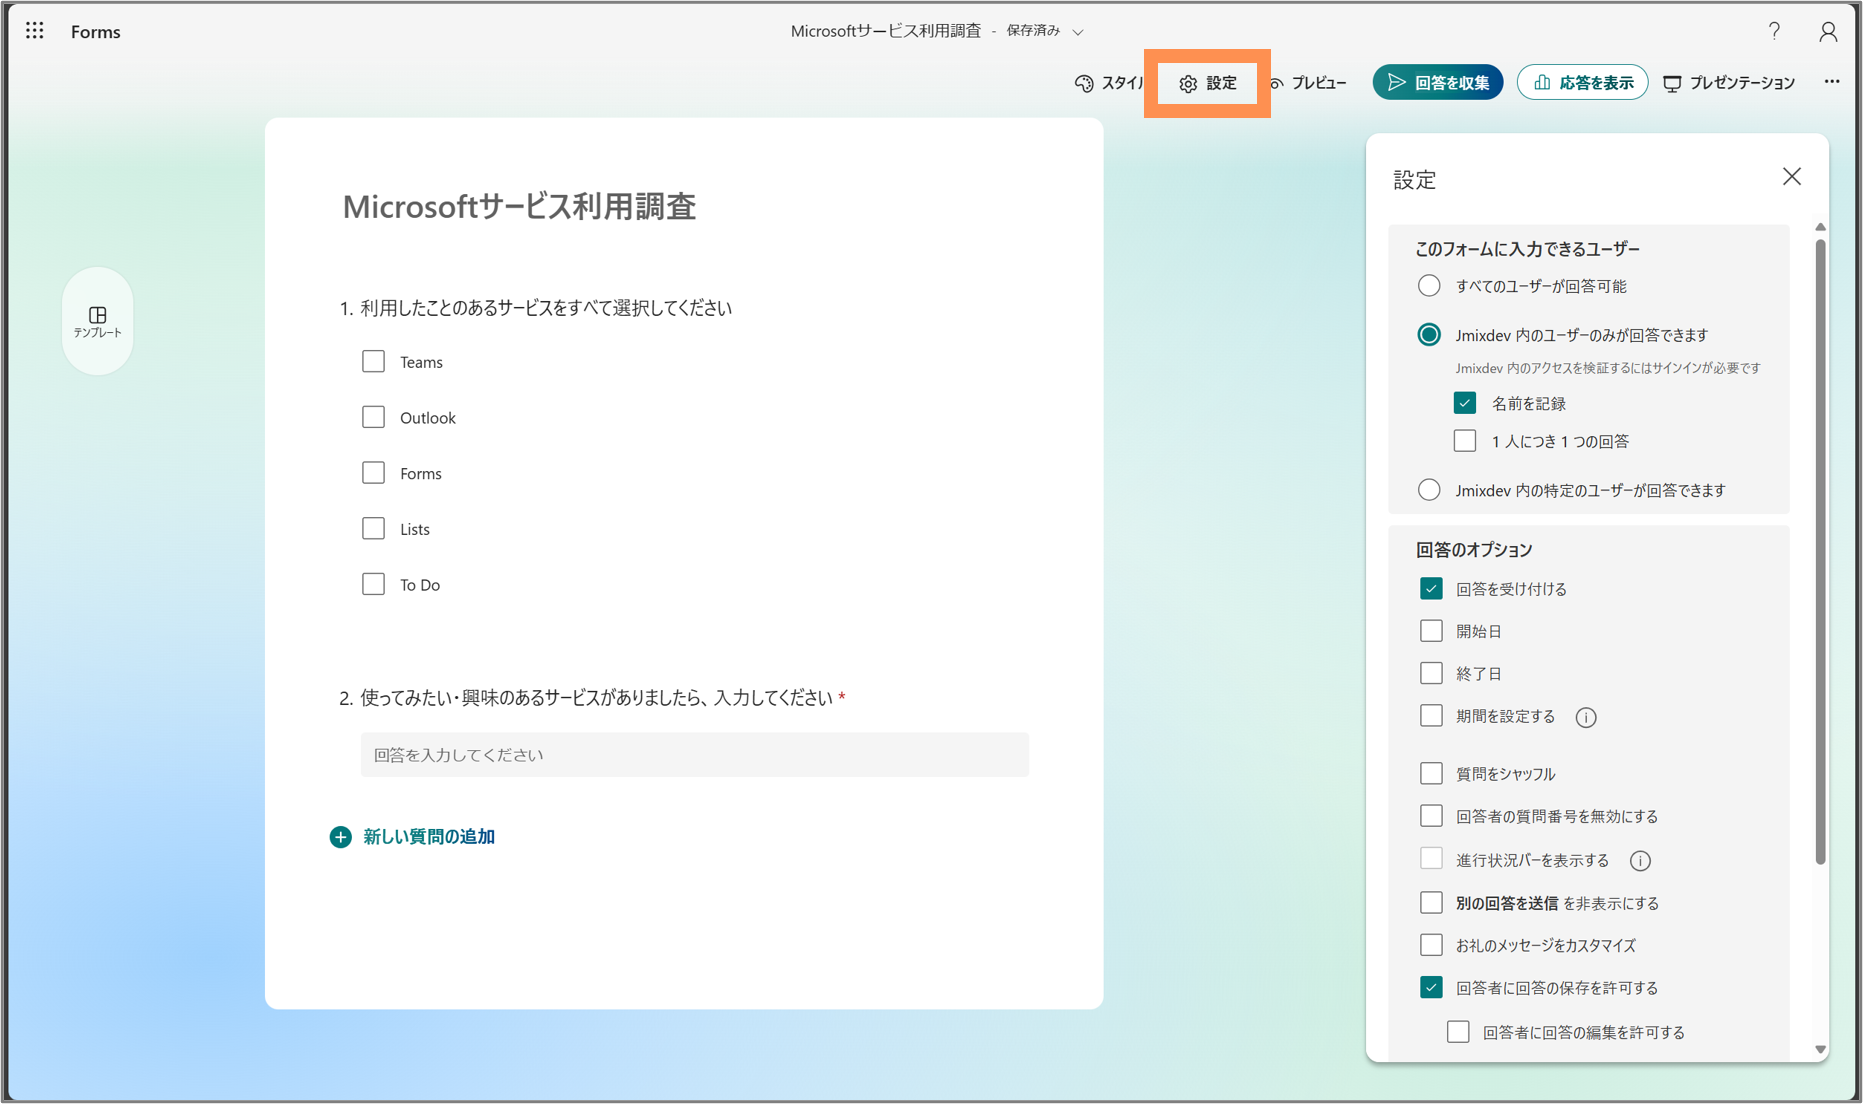 Forms
Microsoftサービス利用調査 - 保存済み
?
スタイル
設定
プレビュー
回答を収集
応答を表示
プレゼンテーション
…
テンプレート
Microsoftサービス利用調査
1. 利用したことのあるサービスをすべて選択してください
Teams
Outlook
Forms
Lists
To Do
2. 使ってみたい・興味のあるサービスがありましたら、入力してください *
回答を入力してください
新しい質問の追加
設定
このフォームに入力できるユーザー
すべてのユーザーが回答可能
Jmixdev 内のユーザーのみが回答できます
Jmixdev 内のアクセスを検証するにはサインインが必要です
名前を記録
1 人につき 1 つの回答
Jmixdev 内の特定のユーザーが回答できます
回答のオプション
回答を受け付ける
開始日
終了日
期間を設定する
質問をシャッフル
回答者の質問番号を無効にする
進行状況バーを表示する
別の回答を送信 を非表示にする
お礼のメッセージをカスタマイズ
回答者に回答の保存を許可する
回答者に回答の編集を許可する